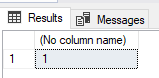 Results Messages
(No column name)
1 1